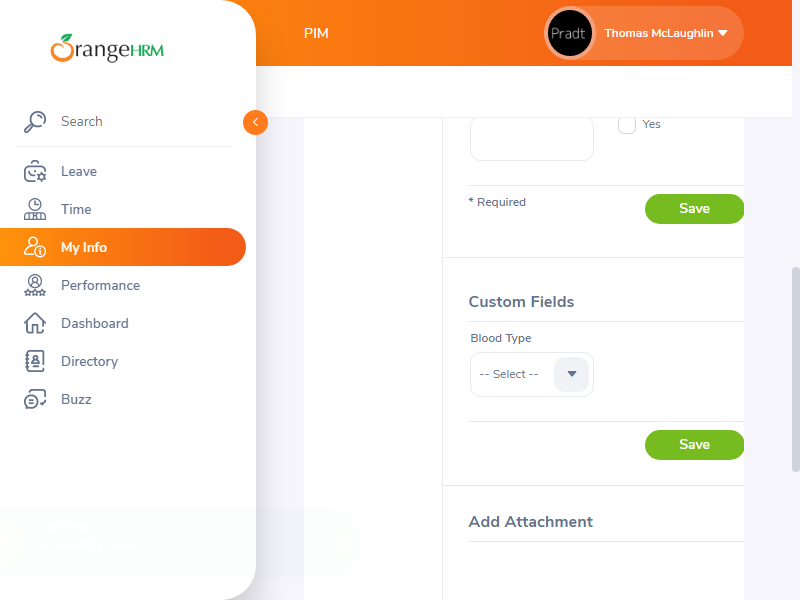 OrangeHRM
PIM
Pradt
Thomas McLaughlin
Search
Leave
Time
My Info
Performance
Dashboard
Directory
Buzz
Yes
* Required
Save
Custom Fields
Blood Type
-- Select --
Save
Add Attachment